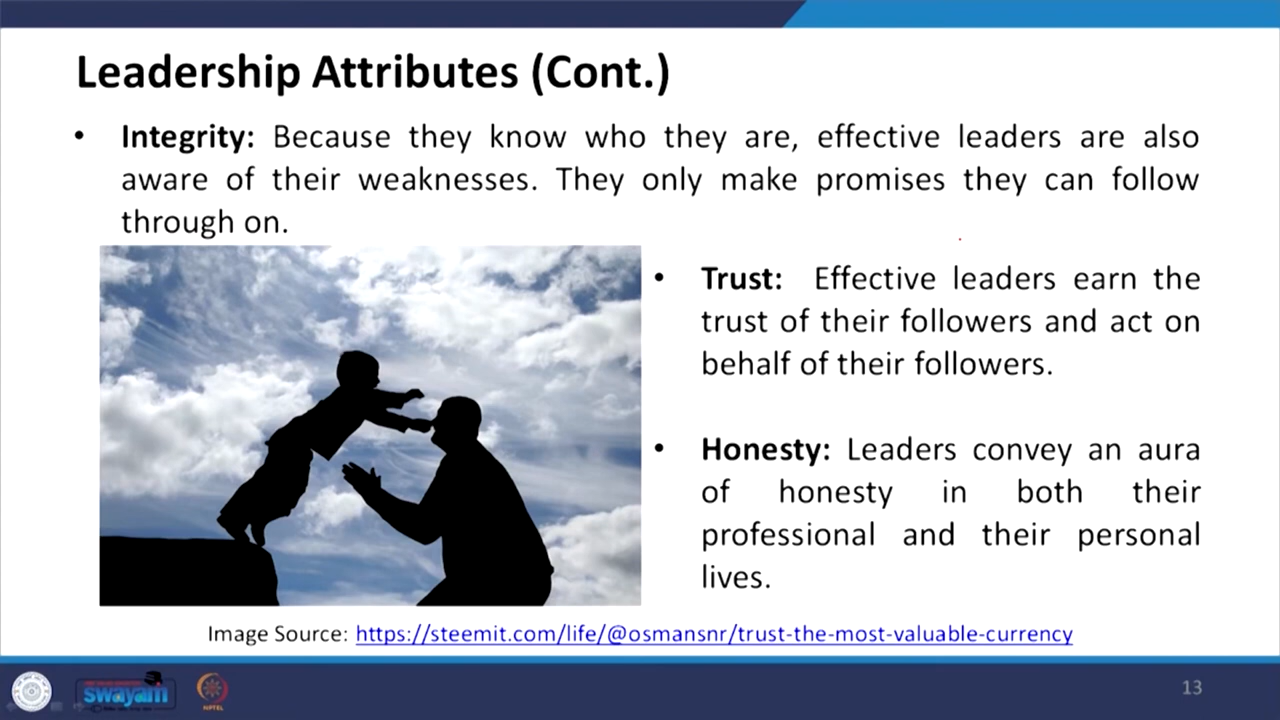 Leadership Attributes (Cont.)
• Integrity: Because they know who they are, effective leaders are also
aware of their weaknesses. They only make promises they can follow
through on.
• Trust: Effective leaders earn the
trust of their followers and act on
behalf of their followers.
• Honesty: Leaders convey an aura
of honesty in both their
professional and their personal
lives.
Image Source: https://steemit.com/life/@osmansnr/trust-the-most-valuable-currency
swayam
NPTEL
13